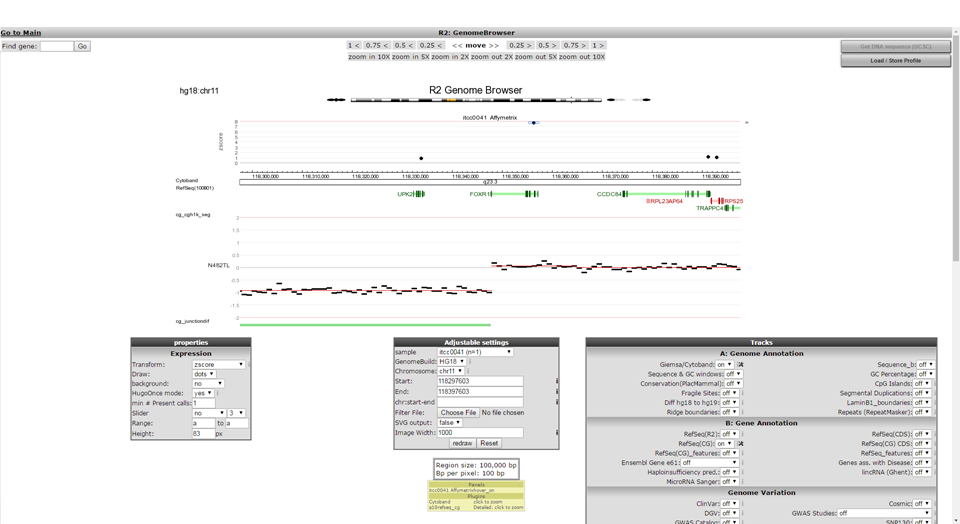 Go to Main
R2: GenomeBrowser
Find gene: Go
1 < 0.75 < 0.5 < 0.25 < << move >> 0.25 > 0.5 > 0.75 > 1 >
zoom in 10X zoom in 5X zoom in 2X zoom out 2X zoom out 5X zoom out 10X
Get DNA sequence (UCSC)
Load / Store Profile
hg18:chr11
R2 Genome Browser
itcc0041 Affymetrix
zscore
8
7
6
5
4
3
2
1
0
118,300,000 118,310,000 118,320,000 118,330,000 118,340,000 118,350,000 118,360,000 118,370,000 118,380,000 118,390,000
Cytoband q23.3
RefSeq(100801)
UPK2 FOXR1 CCDC84
RPL23AP64 RPS25
TRAPPC4
cg_cgh1k_seg
N482TL
2
1.5
1
0.5
0
-0.5
-1
-1.5
-2
cg_junctiondif
properties
Expression
Transform: zscore
Draw: dots
background: no
HugoOnce mode: yes
min # Present calls: 1
Slider no 3
Range: a to a
Height: 83 px
Adjustable settings
sample itcc0041 (n=1)
GenomeBuild: HG18
Chromosome: chr11
Start: 118297603
End: 118397603
chr:start-end
Filter File: Choose File No file chosen
SVG output: false
Image Width: 1000
redraw Reset
Region size: 100,000 bp
Bp per pixel: 100 bp
Panels
itcc0041 Affymetrix hover_on
Plugins
Cytoband click to zoom
a10refseq_cg Detailed: click to zoom
Tracks
A: Genome Annotation
Giemsa/Cytoband: on Sequence_b: off
Sequence & GC windows: off GC Percentage: off
Conservation(PlacMammal): off CpG Islands: off
Fragile Sites: off Segmental Duplications: off
Diff hg18 to hg19: off LaminB1_boundaries: off
Ridge boundaries: off Repeats (RepeatMasker): off
B: Gene Annotation
RefSeq(R2): off RefSeq(CDS): off
RefSeq(CG): on RefSeq(CG) CDS: off
RefSeq(CG)_features: off RefSeq_features: off
Ensembl Gene e61: off Genes ass. with Disease: off
Haploinsufficiency pred.: off lincRNA (Ghent): off
MicroRNA Sanger: off
Genome Variation
ClinVar: off Cosmic: off
DGV: off GWAS Studies: off
GWAS Catalog: off SNP130: off